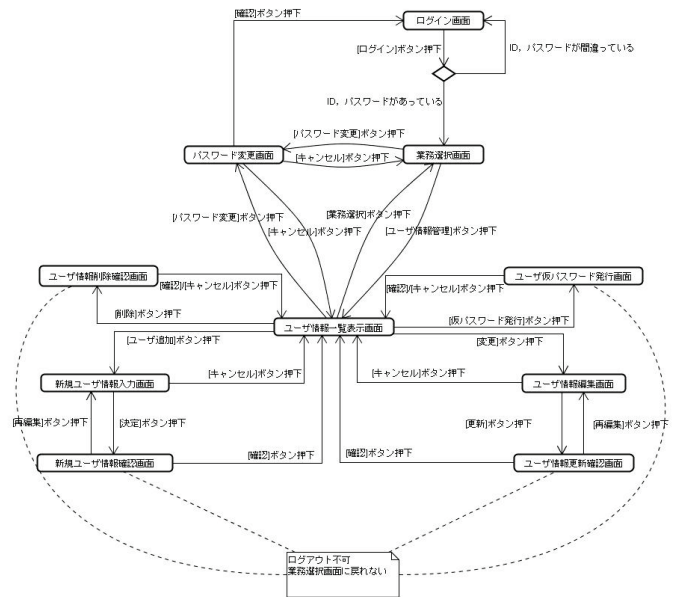 [確認]ボタン押下
ログイン画面
[ログイン]ボタン押下
ID，パスワードが間違っている
ID，パスワードがあっている
[パスワード変更]ボタン押下
パスワード変更画面
[キャンセル]ボタン押下
業務選択画面
[パスワード変更]ボタン押下
[業務選択]ボタン押下
[キャンセル]ボタン押下
[ユーザ情報管理]ボタン押下
ユーザ情報削除確認画面
ユーザ仮パスワード発行画面
[確認]/[キャンセル]ボタン押下
[確認]/[キャンセル]ボタン押下
[削除]ボタン押下
[仮パスワード発行]ボタン押下
ユーザ情報一覧表示画面
[ユーザ追加]ボタン押下
[変更]ボタン押下
[キャンセル]ボタン押下
[キャンセル]ボタン押下
新規ユーザ情報入力画面
ユーザ情報編集画面
[再編集]ボタン押下
[決定]ボタン押下
[更新]ボタン押下
[再編集]ボタン押下
[確認]ボタン押下
[確認]ボタン押下
新規ユーザ情報確認画面
ユーザ情報更新確認画面
ログアウト不可
業務選択画面に戻れない